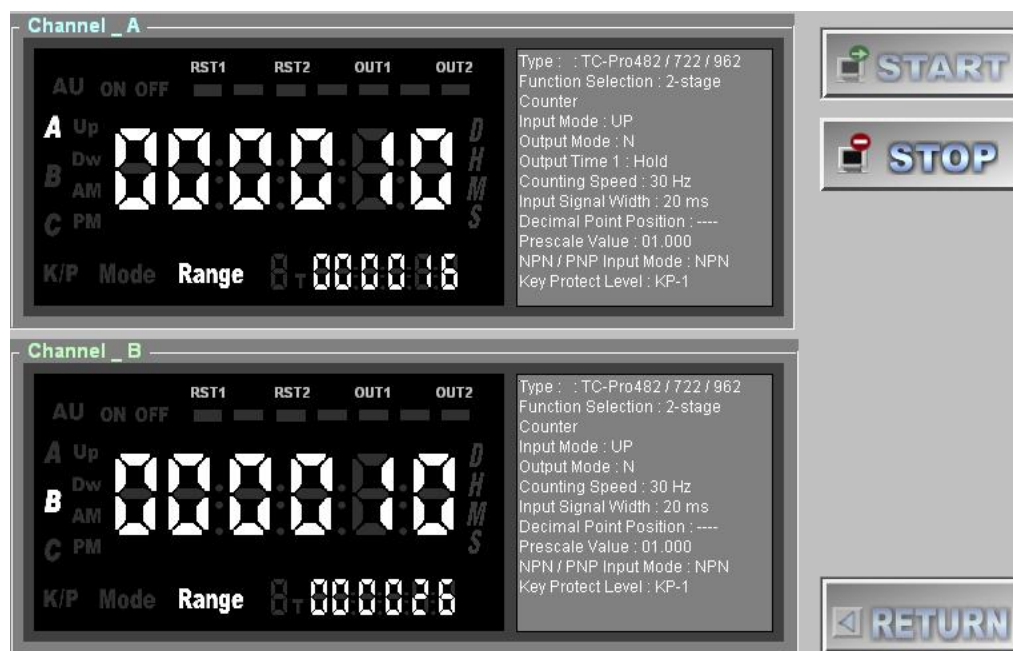 Channel _ A
RST1 RST2 OUT1 OUT2
AU ON OFF
A Up
Dw
B AM
C PM
D
H
M
S
000010
K/P Mode Range T 000016
Type : : TC-Pro482 / 722 / 962
Function Selection : 2-stage
Counter
Input Mode : UP
Output Mode : N
Output Time 1 : Hold
Counting Speed : 30 Hz
Input Signal Width : 20 ms
Decimal Point Position : ----
Prescale Value : 01.000
NPN / PNP Input Mode : NPN
Key Protect Level : KP-1
START
STOP
Channel _ B
RST1 RST2 OUT1 OUT2
AU ON OFF
A Up
Dw
B AM
C PM
D
H
M
S
000010
K/P Mode Range T 000026
Type : : TC-Pro482 / 722 / 962
Function Selection : 2-stage
Counter
Input Mode : UP
Output Mode : N
Counting Speed : 30 Hz
Input Signal Width : 20 ms
Decimal Point Position : ----
Prescale Value : 01.000
NPN / PNP Input Mode : NPN
Key Protect Level : KP-1
RETURN